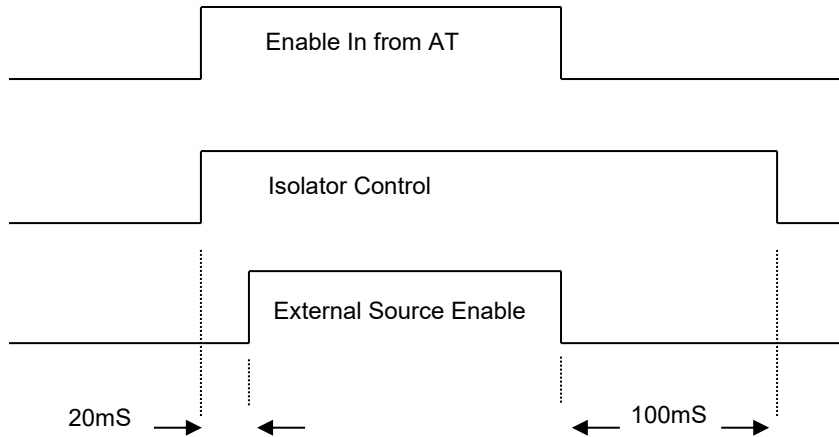 Enable In from AT
Isolator Control
External Source Enable
20mS
100mS